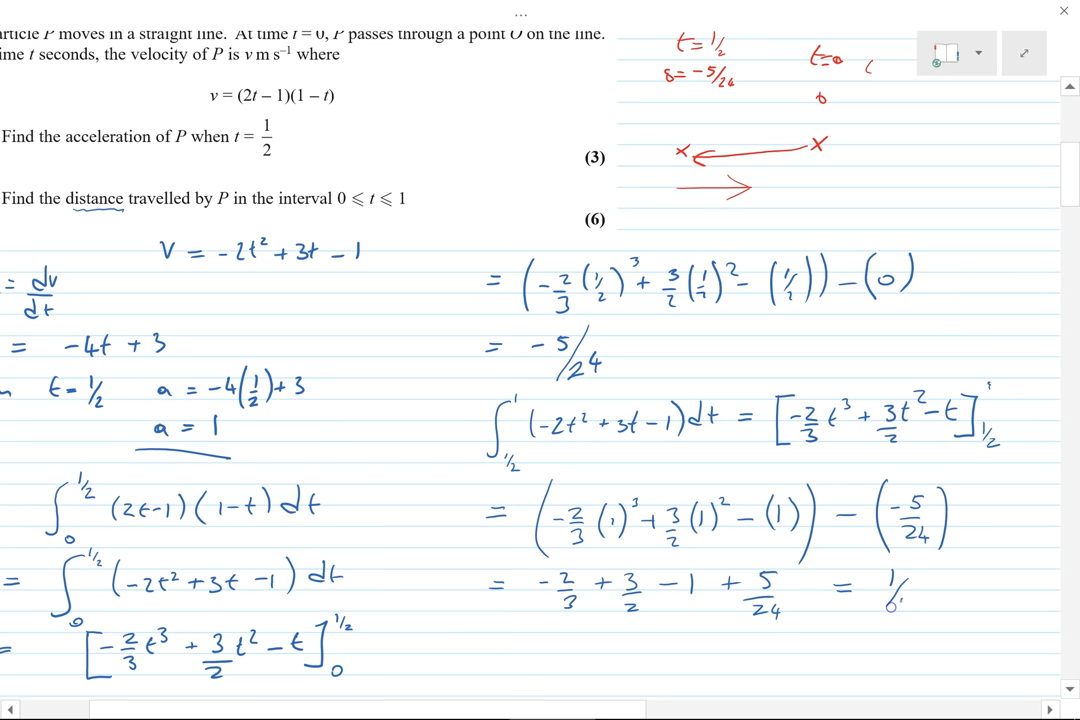 article P moves in a straight line. At time t = 0, P passes through a point O on the line.
ime t seconds, the velocity of P is v m s⁻¹ where
v = (2t – 1)(1 – t)
Find the acceleration of P when t = 1/2
(3)
Find the distance travelled by P in the interval 0 ⩽ t ⩽ 1
(6)
t = 1/2
s = -5/24
t=0
0
V = -2t² + 3t - 1
= dv/dt
= -4t + 3
t = 1/2 a = -4(1/2) + 3
a = 1
∫₀^1/2 (2t-1)(1-t) dt
= ∫₀^1/2 (-2t² + 3t - 1) dt
= [-2/3 t³ + 3/2 t² - t]₀^1/2
= (-2/3 (1/2)³ + 3/2 (1/2)² - (1/2)) - (0)
= -5/24
∫_1/2^1 (-2t² + 3t - 1) dt = [-2/3 t³ + 3t²/2 - t]_1/2^1
= (-2/3 (1)³ + 3/2 (1)² - (1)) - (-5/24)
= -2/3 + 3/2 - 1 + 5/24 = 1/